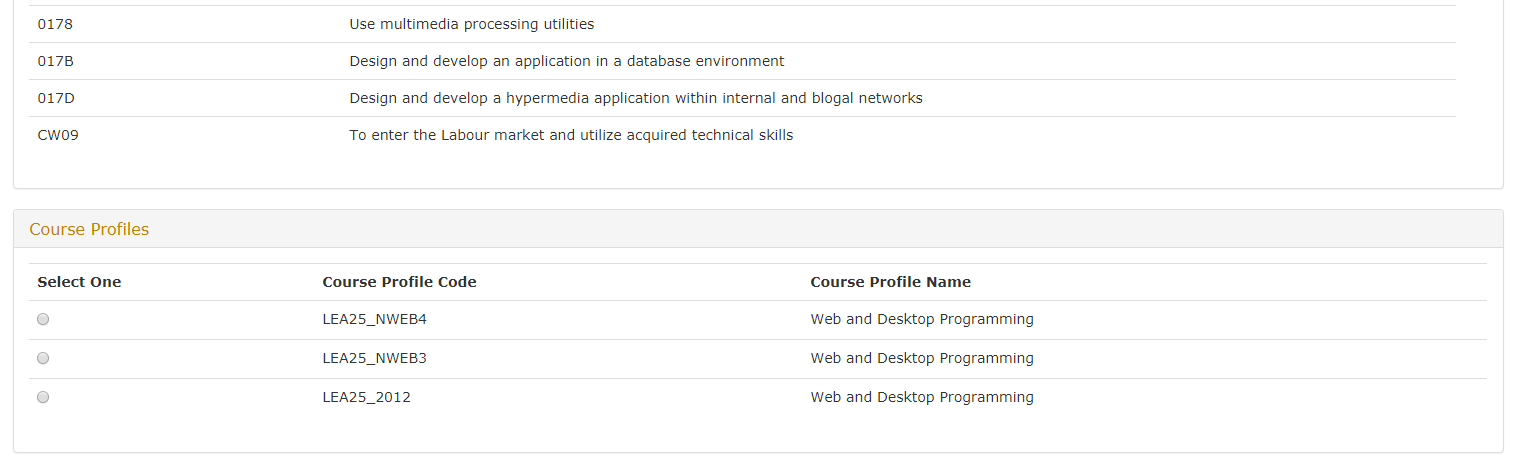 0178 Use multimedia processing utilities
017B Design and develop an application in a database environment
017D Design and develop a hypermedia application within internal and blogal networks
CW09 To enter the Labour market and utilize acquired technical skills
Course Profiles
Select One Course Profile Code Course Profile Name
LEA25_NWEB4 Web and Desktop Programming
LEA25_NWEB3 Web and Desktop Programming
LEA25_2012 Web and Desktop Programming